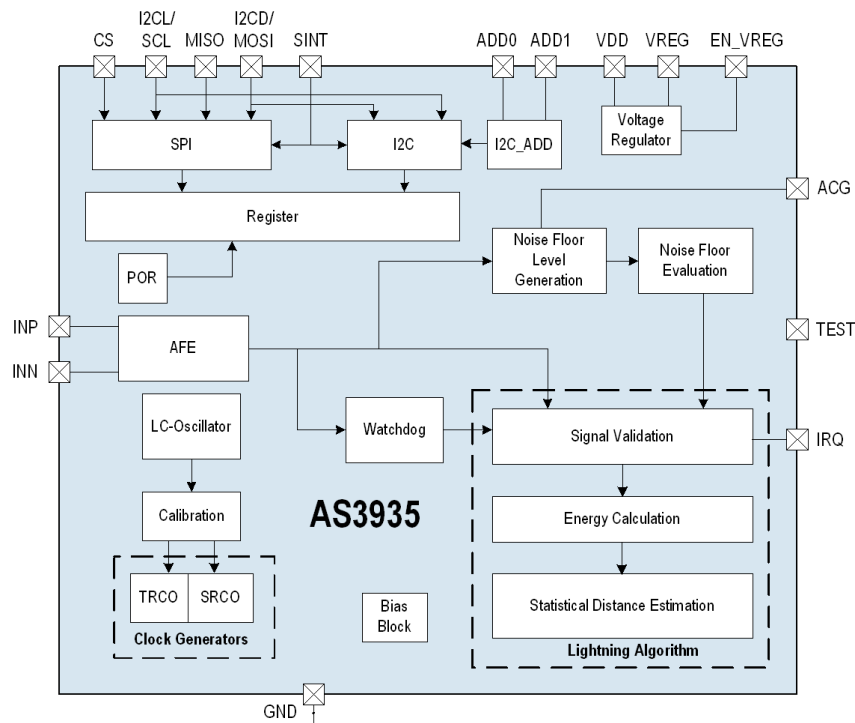 I2CL/ I2CD/
CS SCL MISO MOSI SINT ADD0 ADD1 VDD VREG EN_VREG
SPI I2C I2C_ADD Voltage
Regulator
ACG
Register
Noise Floor
Level
Generation
Noise Floor
Evaluation
POR
INP
AFE
TEST
INN
LC-Oscillator
Watchdog
Signal Validation
IRQ
Calibration
AS3935
Energy Calculation
TRCO SRCO
Clock Generators
Bias
Block
Statistical Distance Estimation
Lightning Algorithm
GND